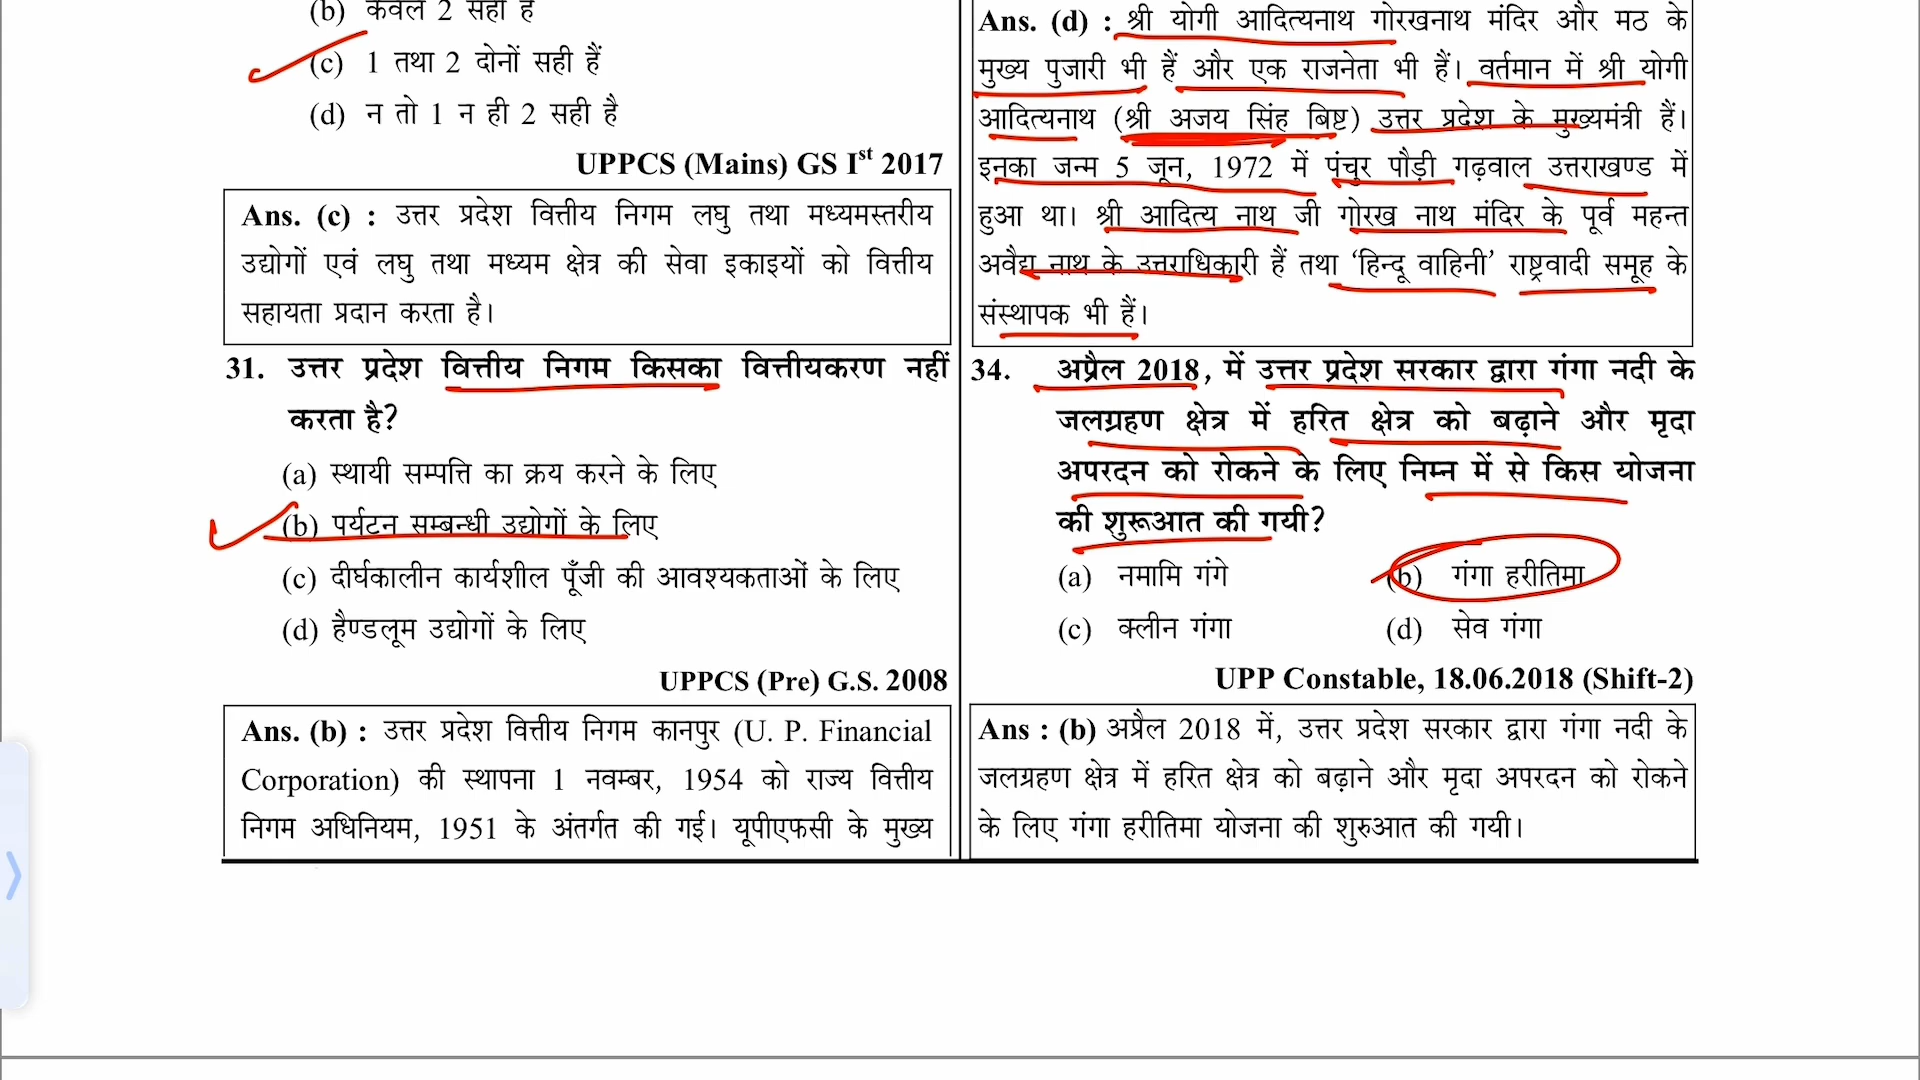 (b) केवल 2 सही है
(c) 1 तथा 2 दोनों सही हैं
(d) न तो 1 न ही 2 सही है
UPPCS (Mains) GS Ist 2017
Ans. (c) : उत्तर प्रदेश वित्तीय निगम लघु तथा मध्यमस्तरीय
उद्योगों एवं लघु तथा मध्यम क्षेत्र की सेवा इकाइयों को वित्तीय
सहायता प्रदान करता है।
31. उत्तर प्रदेश वित्तीय निगम किसका वित्तीयकरण नहीं
करता है?
(a) स्थायी सम्पत्ति का क्रय करने के लिए
(b) पर्यटन सम्बन्धी उद्योगों के लिए
(c) दीर्घकालीन कार्यशील पूँजी की आवश्यकताओं के लिए
(d) हैण्डलूम उद्योगों के लिए
UPPCS (Pre) G.S. 2008
Ans. (b) : उत्तर प्रदेश वित्तीय निगम कानपुर (U. P. Financial
Corporation) की स्थापना 1 नवम्बर, 1954 को राज्य वित्तीय
निगम अधिनियम, 1951 के अंतर्गत की गई। यूपीएफसी के मुख्य
Ans. (d) : श्री योगी आदित्यनाथ गोरखनाथ मंदिर और मठ के
मुख्य पुजारी भी हैं और एक राजनेता भी हैं। वर्तमान में श्री योगी
आदित्यनाथ (श्री अजय सिंह बिष्ट) उत्तर प्रदेश के मुख्यमंत्री हैं।
इनका जन्म 5 जून, 1972 में पंचुर पौड़ी गढ़वाल उत्तराखण्ड में
हुआ था। श्री आदित्य नाथ जी गोरख नाथ मंदिर के पूर्व महन्त
अवैद्य नाथ के उत्तराधिकारी हैं तथा ‘हिन्दू वाहिनी’ राष्ट्रवादी समूह के
संस्थापक भी हैं।
34. अप्रैल 2018, में उत्तर प्रदेश सरकार द्वारा गंगा नदी के
जलग्रहण क्षेत्र में हरित क्षेत्र को बढ़ाने और मृदा
अपरदन को रोकने के लिए निम्न में से किस योजना
की शुरूआत की गयी?
(a) नमामि गंगे (b) गंगा हरीतिमा
(c) क्लीन गंगा (d) सेव गंगा
UPP Constable, 18.06.2018 (Shift-2)
Ans : (b) अप्रैल 2018 में, उत्तर प्रदेश सरकार द्वारा गंगा नदी के
जलग्रहण क्षेत्र में हरित क्षेत्र को बढ़ाने और मृदा अपरदन को रोकने
के लिए गंगा हरीतिमा योजना की शुरुआत की गयी।